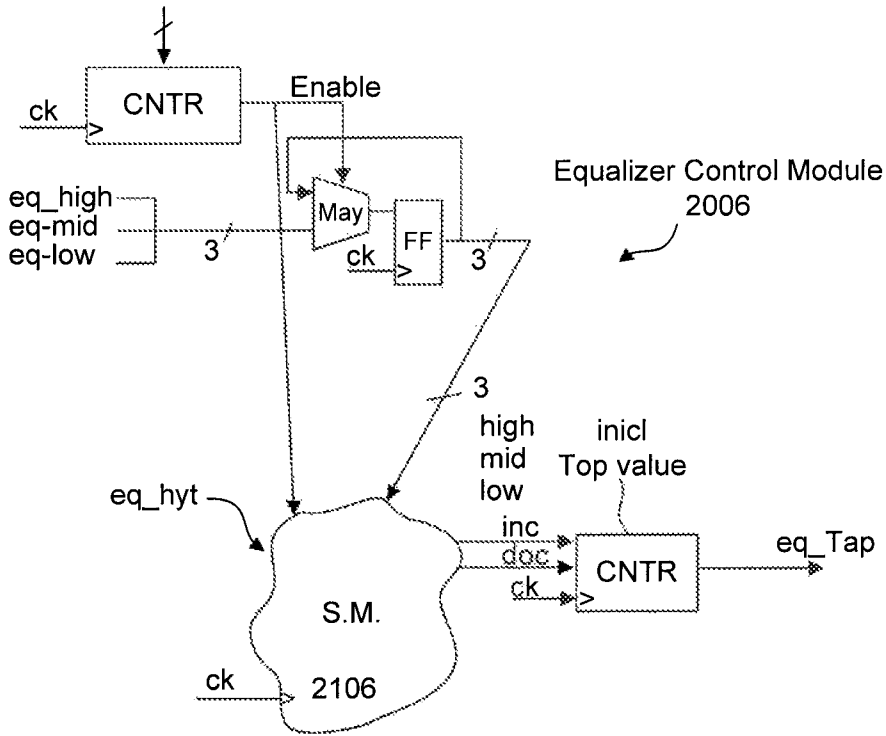 CNTR
ck
Enable
Equalizer Control Module
2006
eq_high
eq-mid
eq-low
3
May
FF
ck
3
3
high
mid
low
inicl
Top value
eq_hyt
inc
doc
ck
CNTR
eq_Tap
S.M.
2106
ck